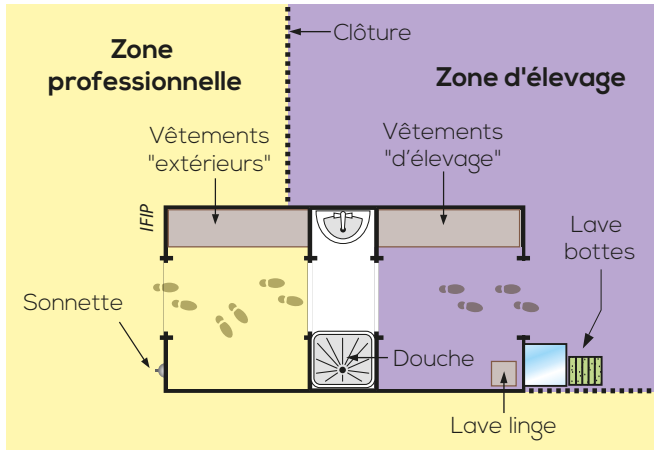 Zone
professionnelle
Clôture
Zone d'élevage
Vêtements
"extérieurs"
Vêtements
"d'élevage"
IFIP
Lave
bottes
Sonnette
Douche
Lave linge